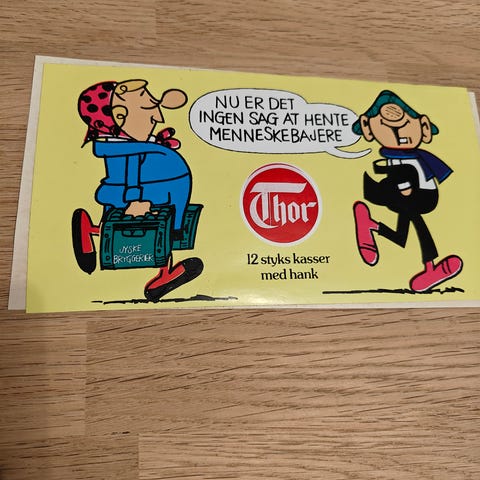 NU ER DET
INGEN SAG AT HENTE
MENNESKEBAJERE
Thor
12 styks kasser
med hank
JYSKE
BRYGGERIER